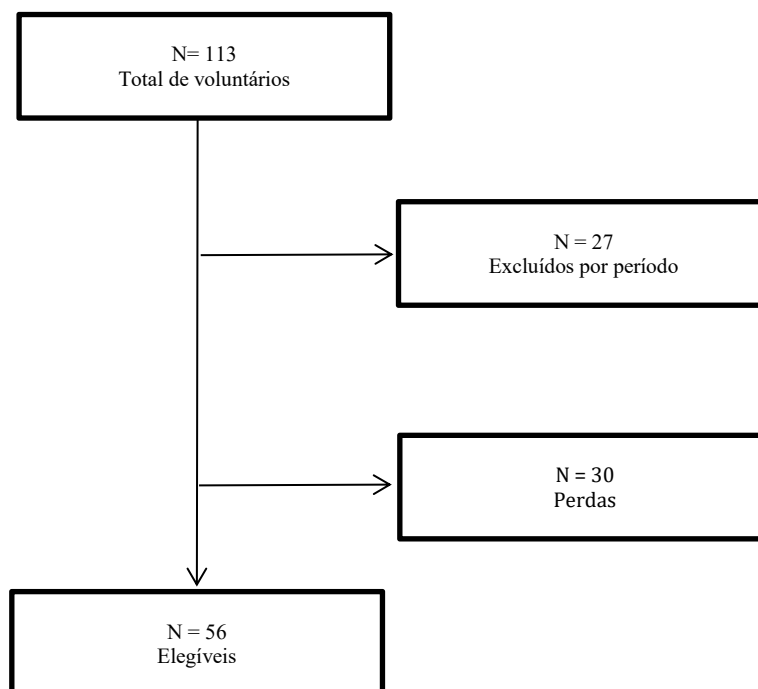 N= 113
Total de voluntários
N = 27
Excluídos por período
N = 30
Perdas
N = 56
Elegíveis